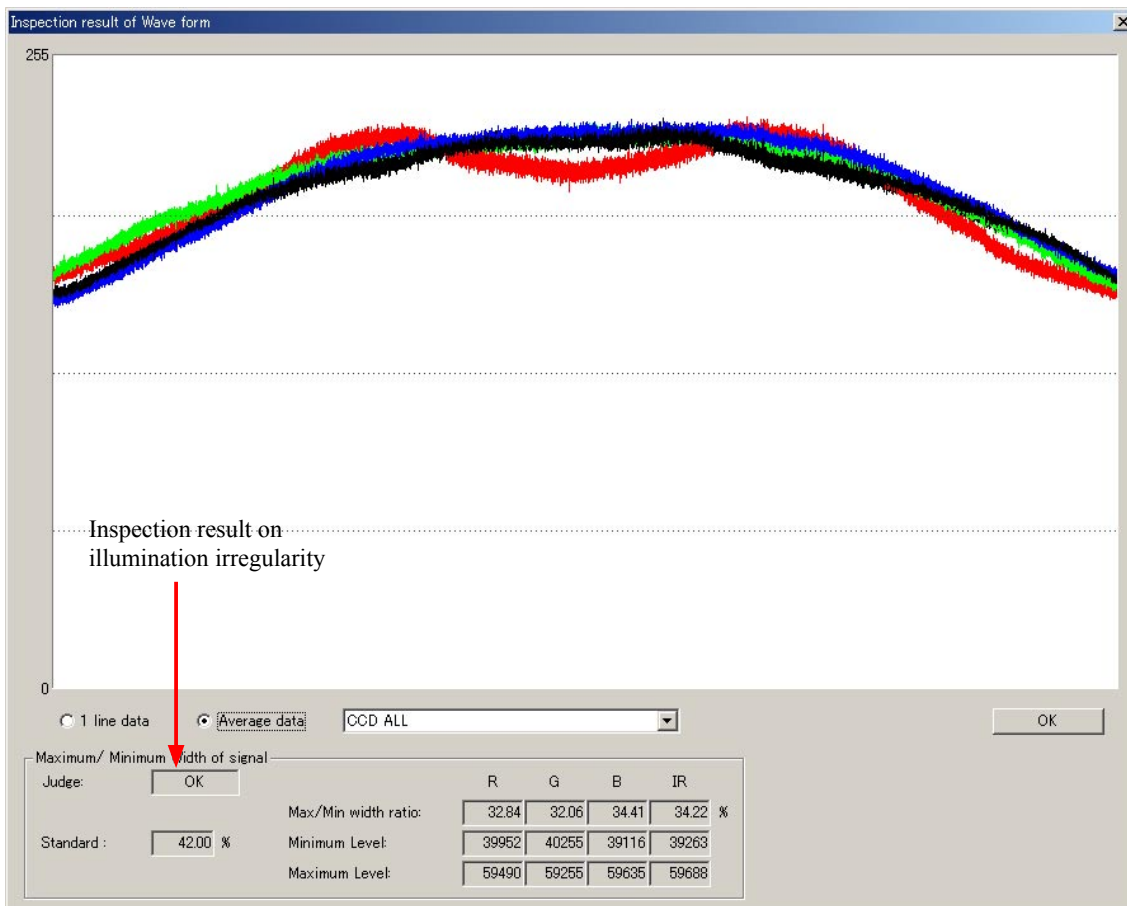 Inspection result of Wave form
255
Inspection result on
illumination irregularity
0
1 line data Average data CCD ALL OK
Maximum/ Minimum width of signal
Judge: OK R G B IR
Max/Min width ratio: 32.84 32.06 34.41 34.22 %
Standard : 42.00 % Minimum Level: 39952 40255 39116 39263
Maximum Level: 59490 59255 59635 59688